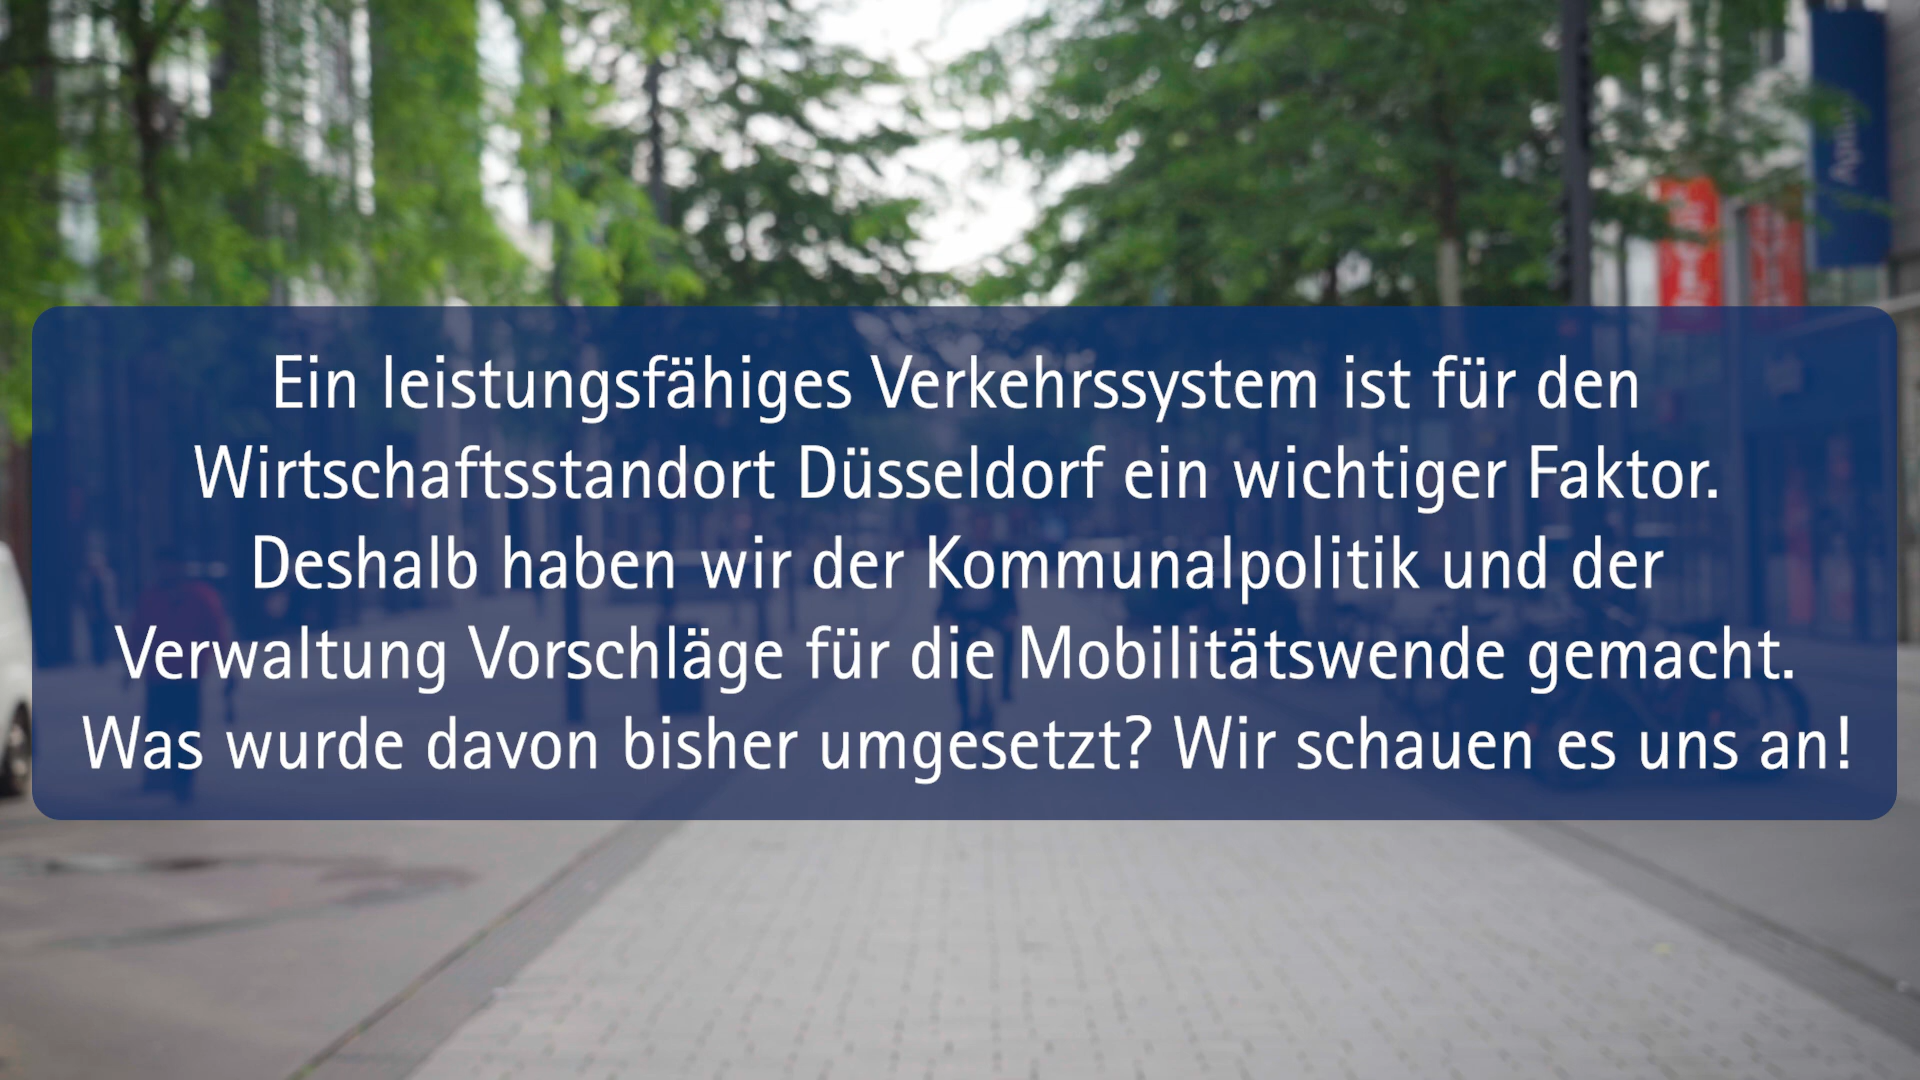 Ein leistungsfähiges Verkehrssystem ist für den
Wirtschaftsstandort Düsseldorf ein wichtiger Faktor.
Deshalb haben wir der Kommunalpolitik und der
Verwaltung Vorschläge für die Mobilitätswende gemacht.
Was wurde davon bisher umgesetzt? Wir schauen es uns an!